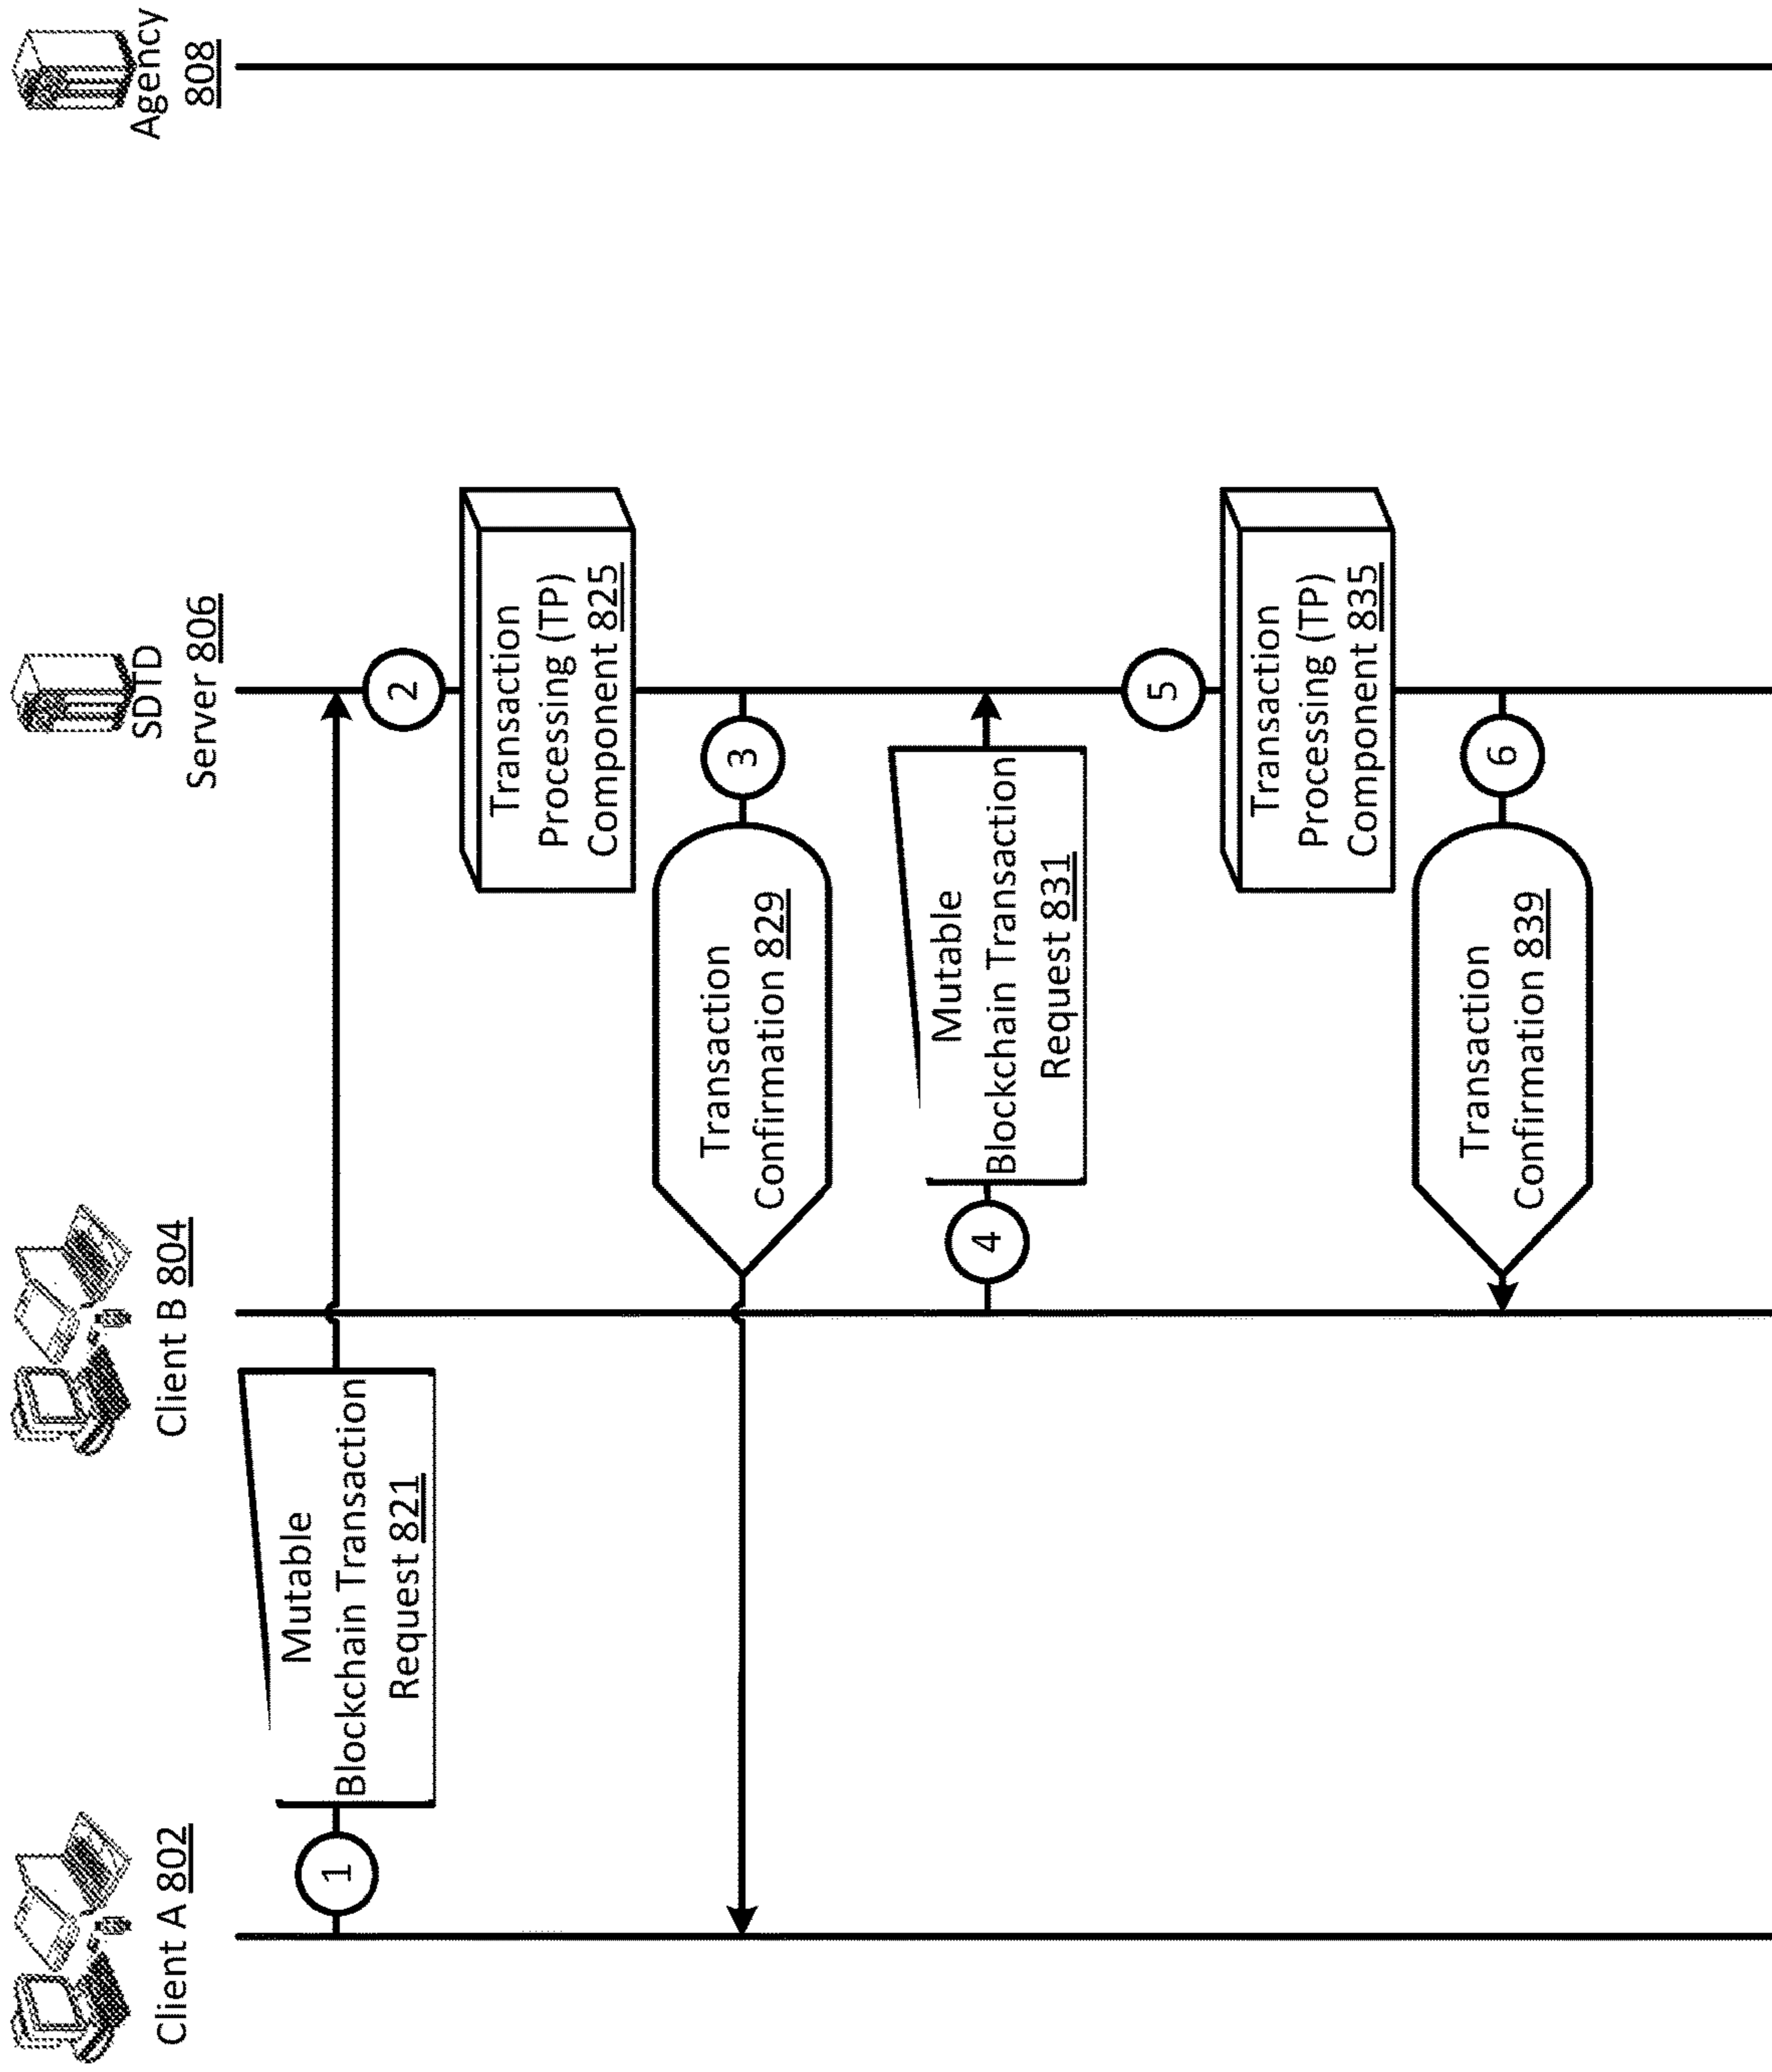 Client A 802
Client B 804
SDTD
Server 806
Agency
808
1
Mutable
Blockchain Transaction
Request 821
2
Transaction
Processing (TP)
Component 825
3
Transaction
Confirmation 829
4
Mutable
Blockchain Transaction
Request 831
5
Transaction
Processing (TP)
Component 835
6
Transaction
Confirmation 839